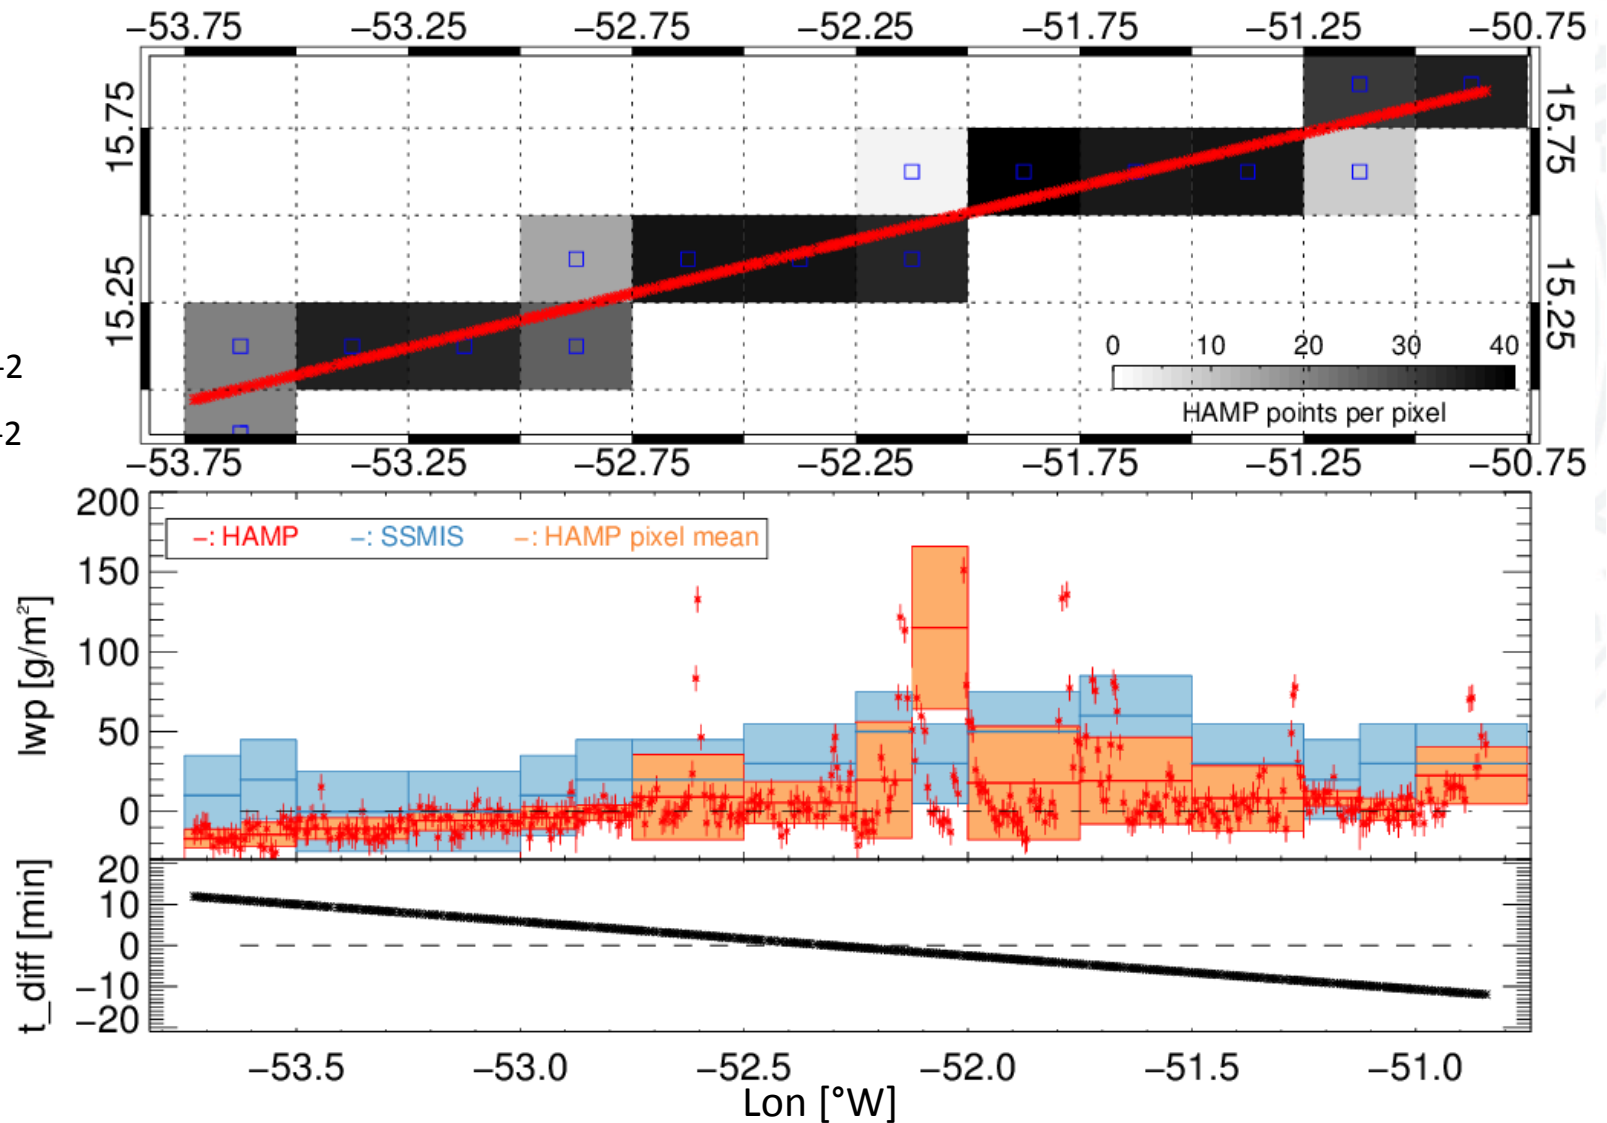 −53.75 −53.25 −52.75 −52.25 −51.75 −51.25 −50.75
15.75
15.75
15.25
15.25
-2
-2
0 10 20 30 40
HAMP points per pixel
−53.75 −53.25 −52.75 −52.25 −51.75 −51.25 −50.75
200
−: HAMP −: SSMIS −: HAMP pixel mean
150
100
50
0
lwp [g/m²]
20
10
0
−10
−20
t_diff [min]
−53.5 −53.0 −52.5 −52.0 −51.5 −51.0
Lon [°W]